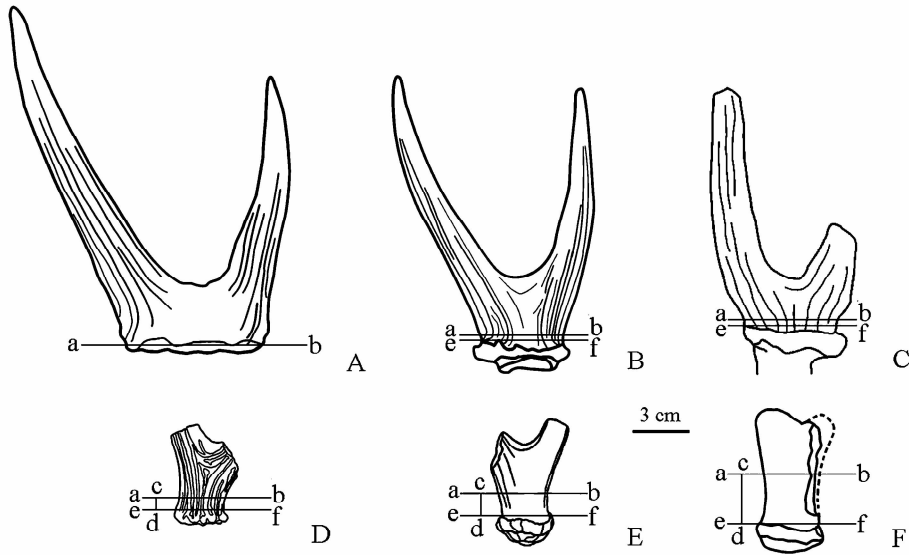 a b A
a b
e f B
a b
e f C
3 cm
a c b
e d f D
a c b
e d f E
a c b
e d f F